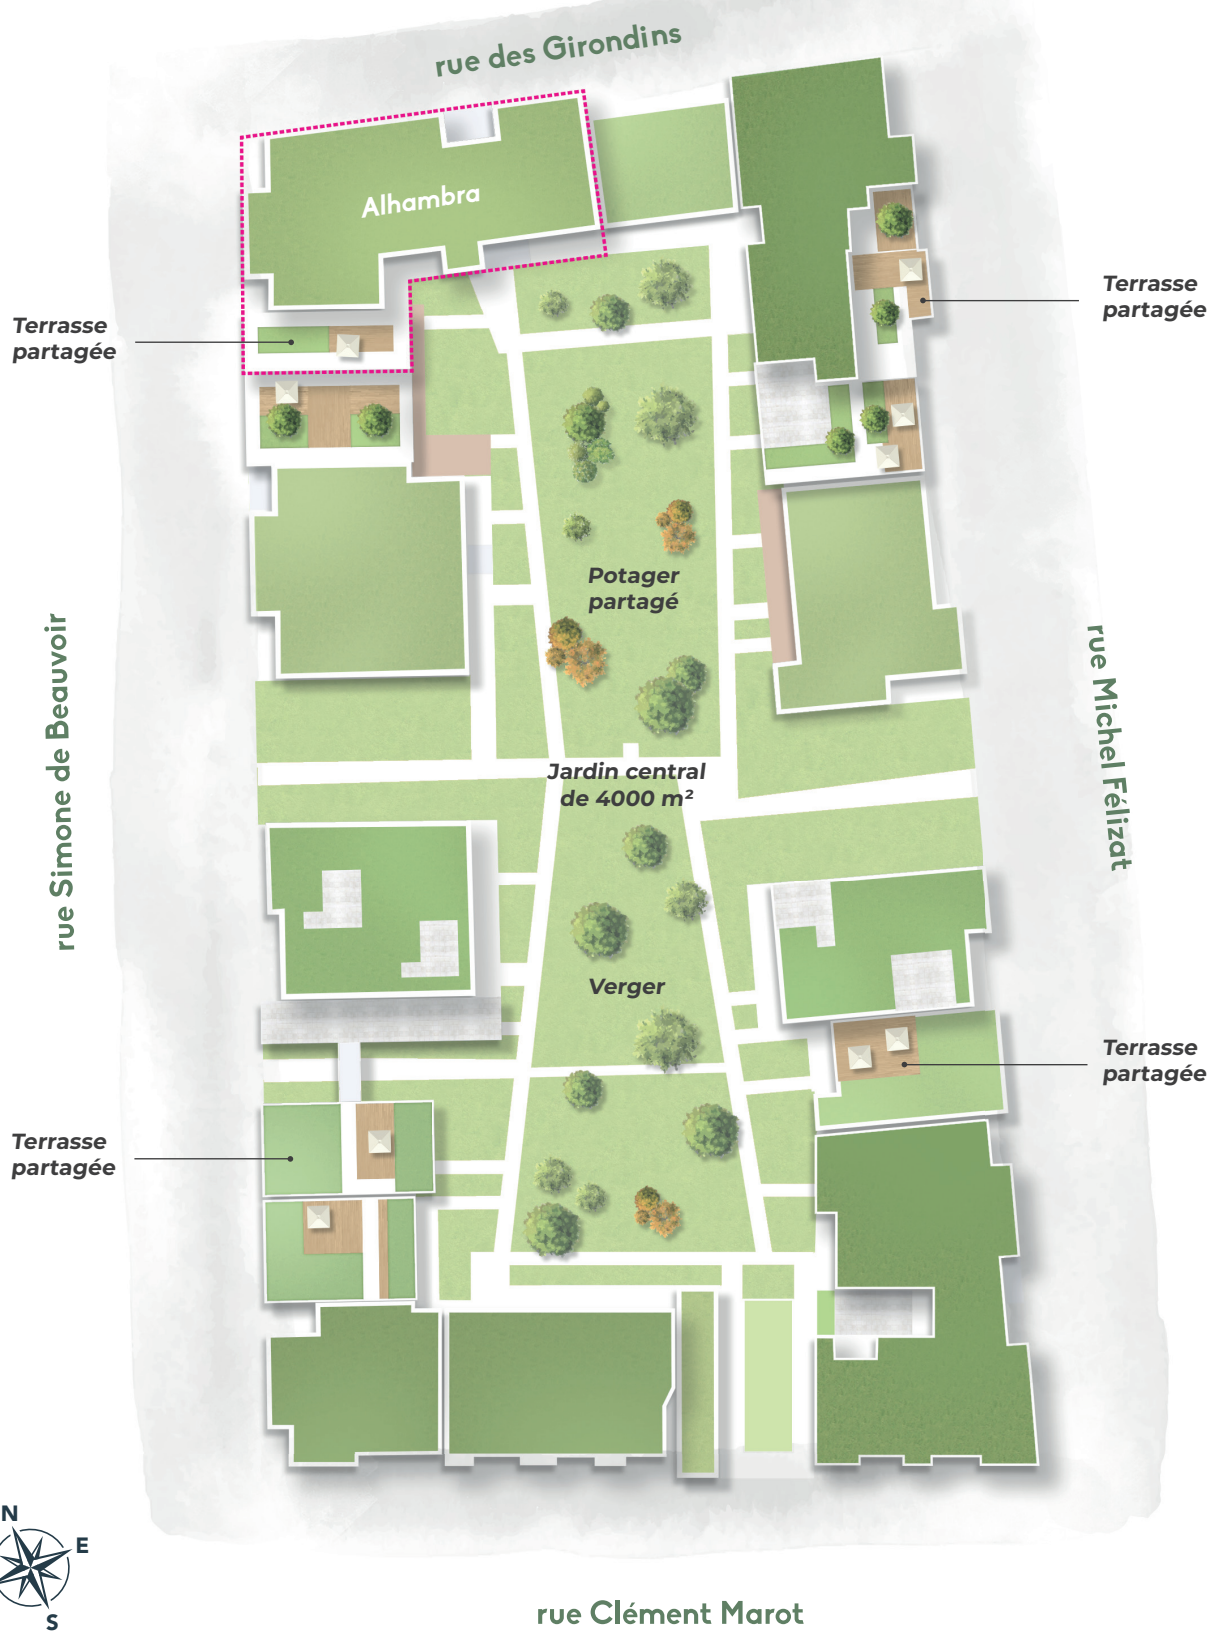 rue des Girondins
Alhambra
Terrasse
partagée
Terrasse
partagée
Potager
partagé
rue Simone de Beauvoir
rue Michel Félizat
Jardin central
de 4000 m²
Verger
Terrasse
partagée
Terrasse
partagée
N
E
S
rue Clément Marot